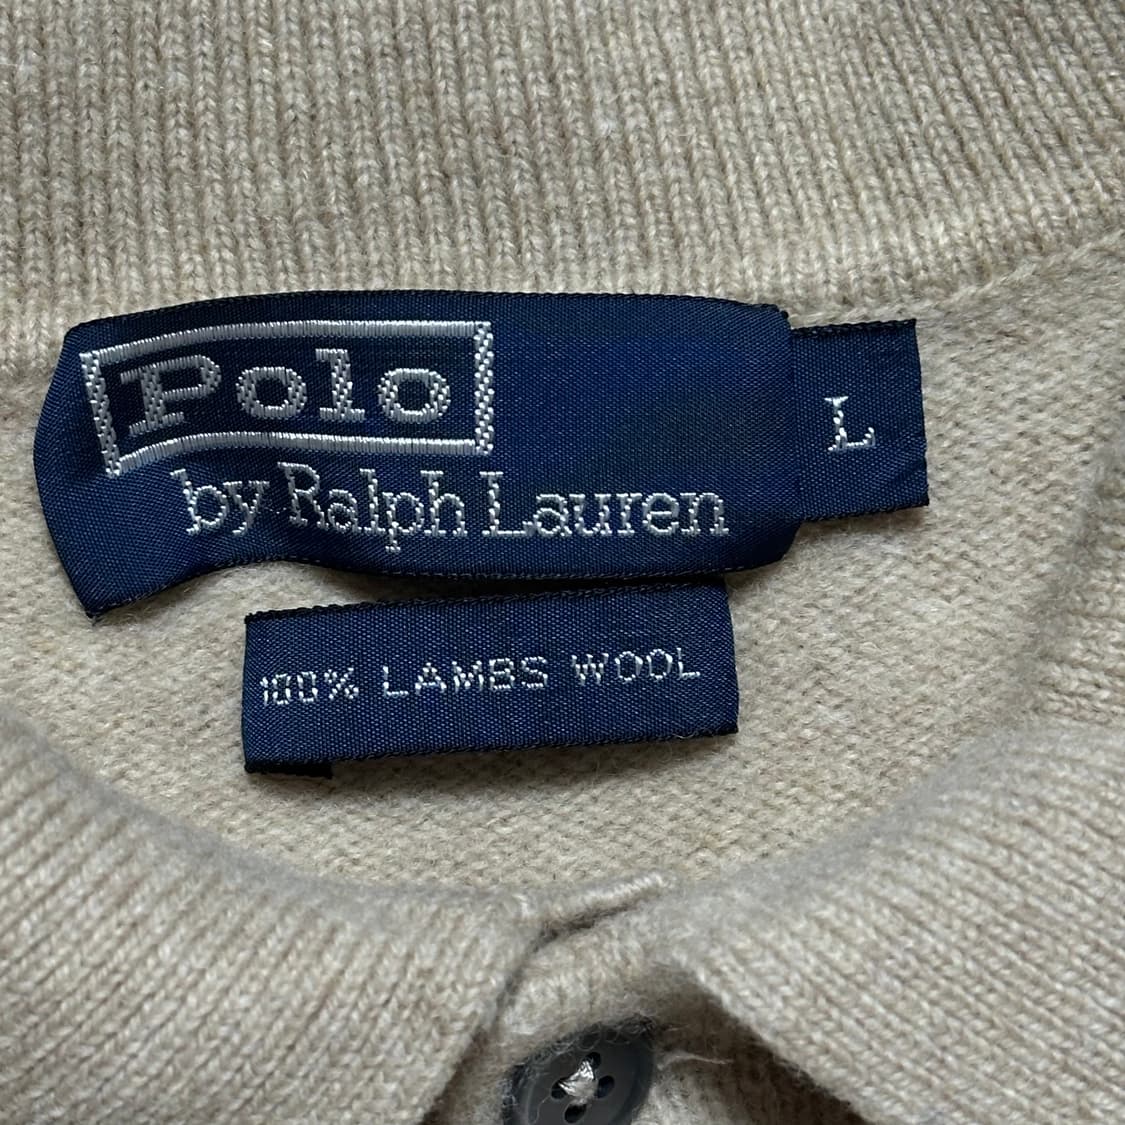 Polo
by Ralph Lauren
L
100% LAMBS WOOL